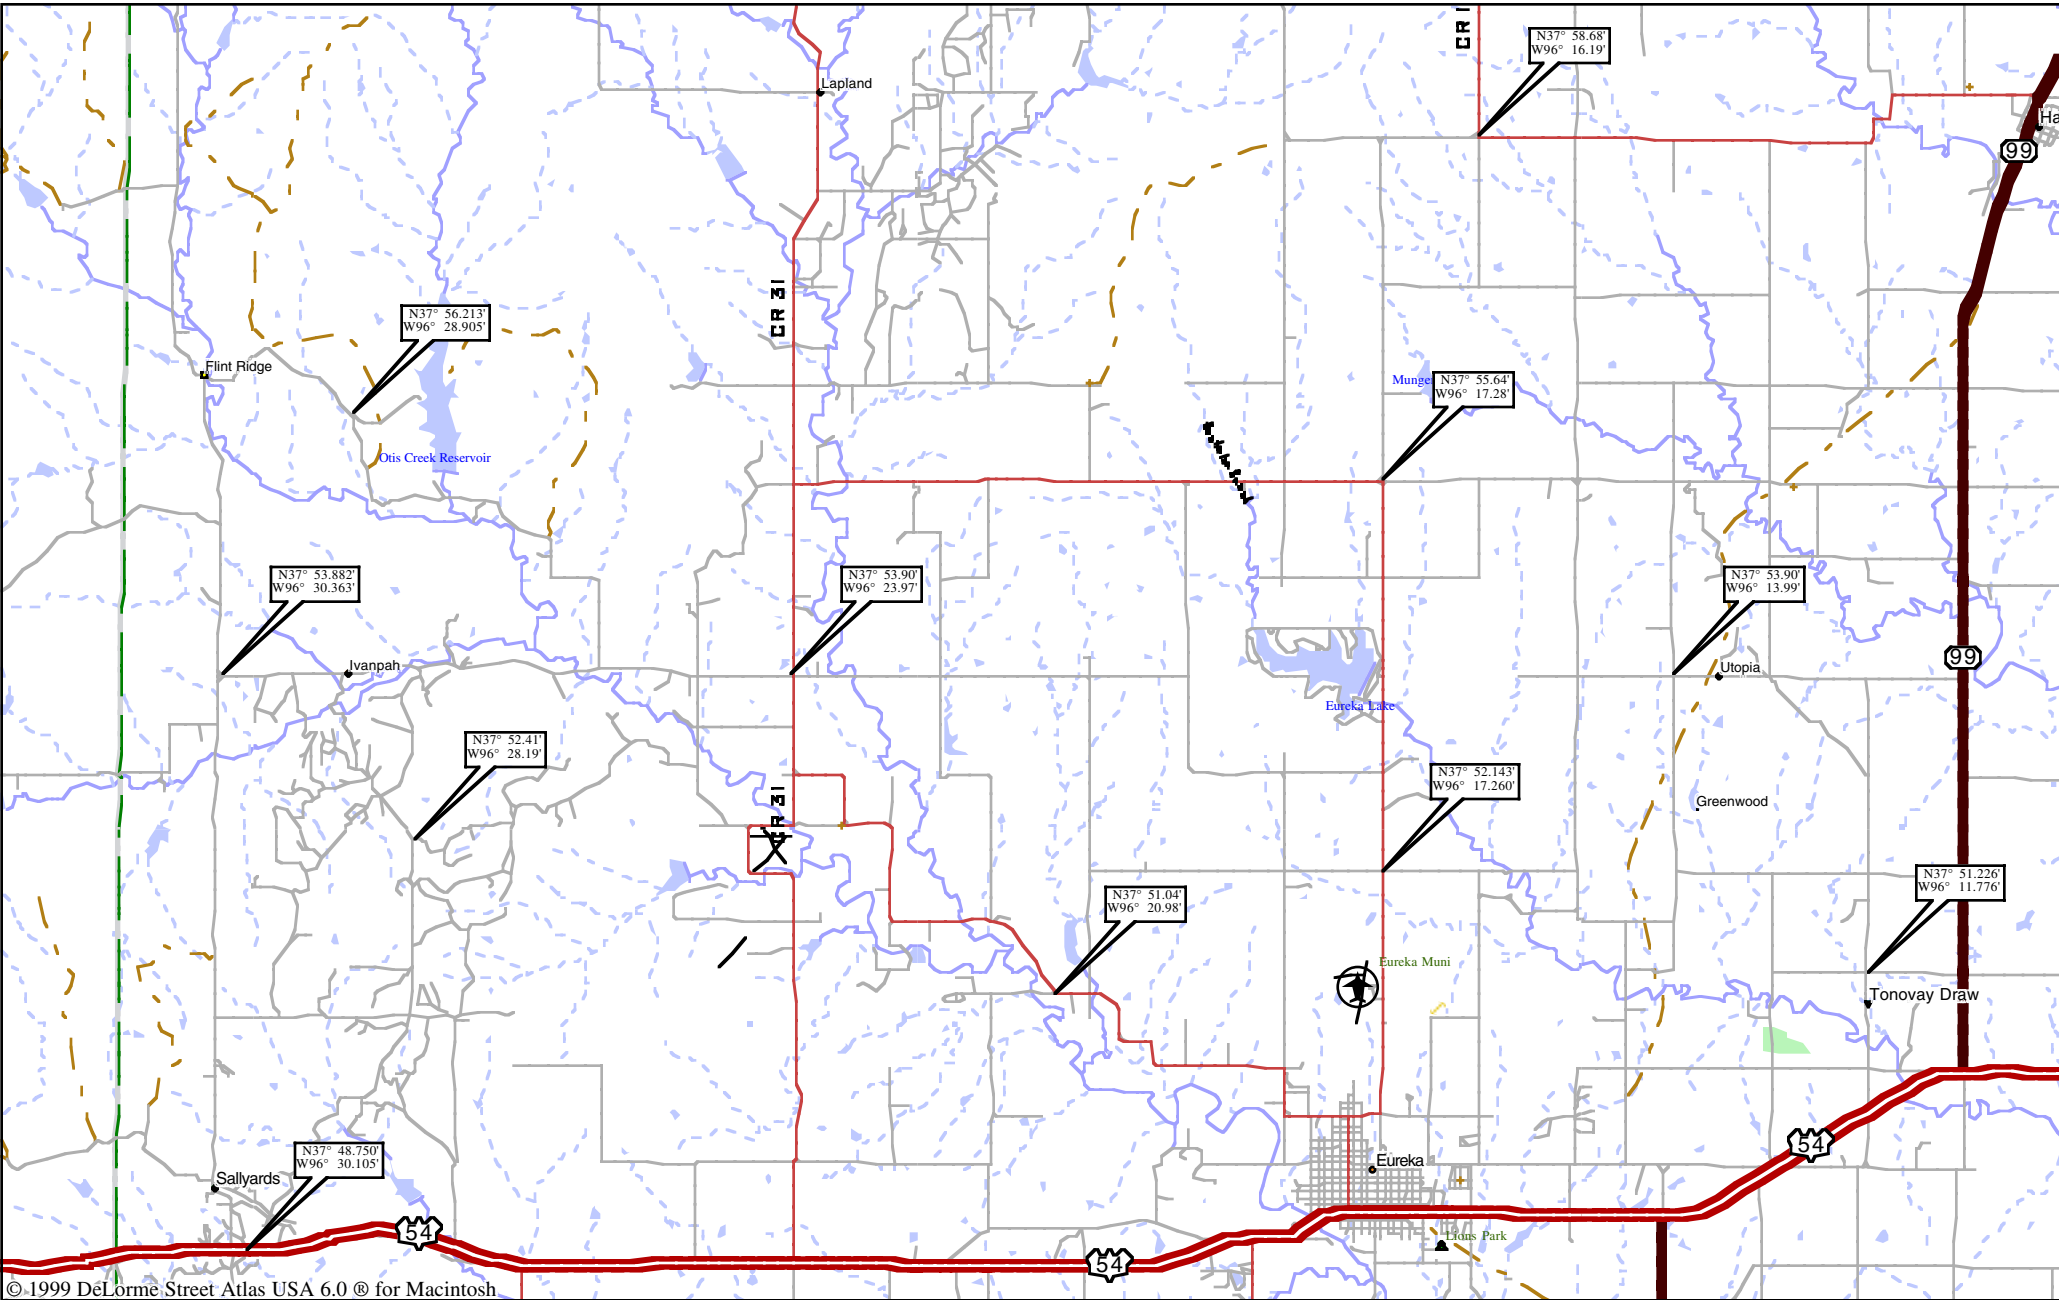 CR 1
N37° 58.68'
W96° 16.19'
Lapland
Ha
99
CR 31
N37° 56.213'
W96° 28.905'
Flint Ridge
Munge
N37° 55.64'
W96° 17.28'
Otis Creek Reservoir
N37° 53.882'
W96° 30.363'
N37° 53.90'
W96° 23.97'
N37° 53.90'
W96° 13.99'
99
Ivanpah
Utopia
Eureka Lake
N37° 52.41'
W96° 28.19'
N37° 52.143'
W96° 17.260'
CR 31
Greenwood
N37° 51.226'
W96° 11.776'
N37° 51.04'
W96° 20.98'
Eureka Muni
Tonovay Draw
54
N37° 48.750'
W96° 30.105'
Eureka
Sallyards
54
Lions Park
54
© 1999 DeLorme Street Atlas USA 6.0 ® for Macintosh